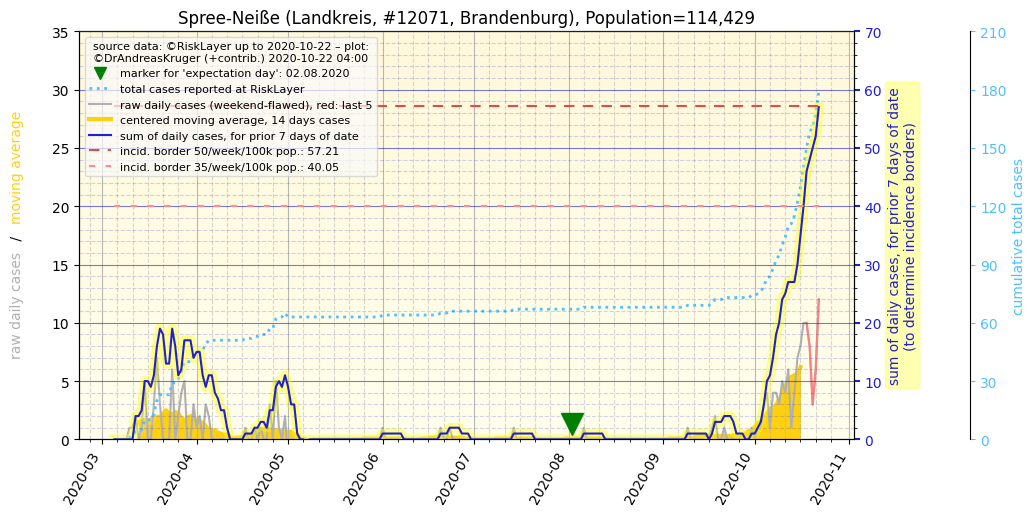 Spree-Neiße (Landkreis, #12071, Brandenburg), Population=114,429
source data: ©RiskLayer up to 2020-10-22 – plot:
©DrAndreasKruger (+contrib.) 2020-10-22 04:00
marker for 'expectation day': 02.08.2020
total cases reported at RiskLayer
raw daily cases (weekend-flawed), red: last 5
centered moving average, 14 days cases
sum of daily cases, for prior 7 days of date
incid. border 50/week/100k pop.: 57.21
incid. border 35/week/100k pop.: 40.05
raw daily cases / moving average
35
30
25
20
15
10
5
0
2020-03
2020-04
2020-05
2020-06
2020-07
2020-08
2020-09
2020-10
2020-11
70
60
50
40
30
20
10
0
sum of daily cases, for prior 7 days of date
(to determine incidence borders)
210
180
150
120
90
60
30
0
cumulative total cases